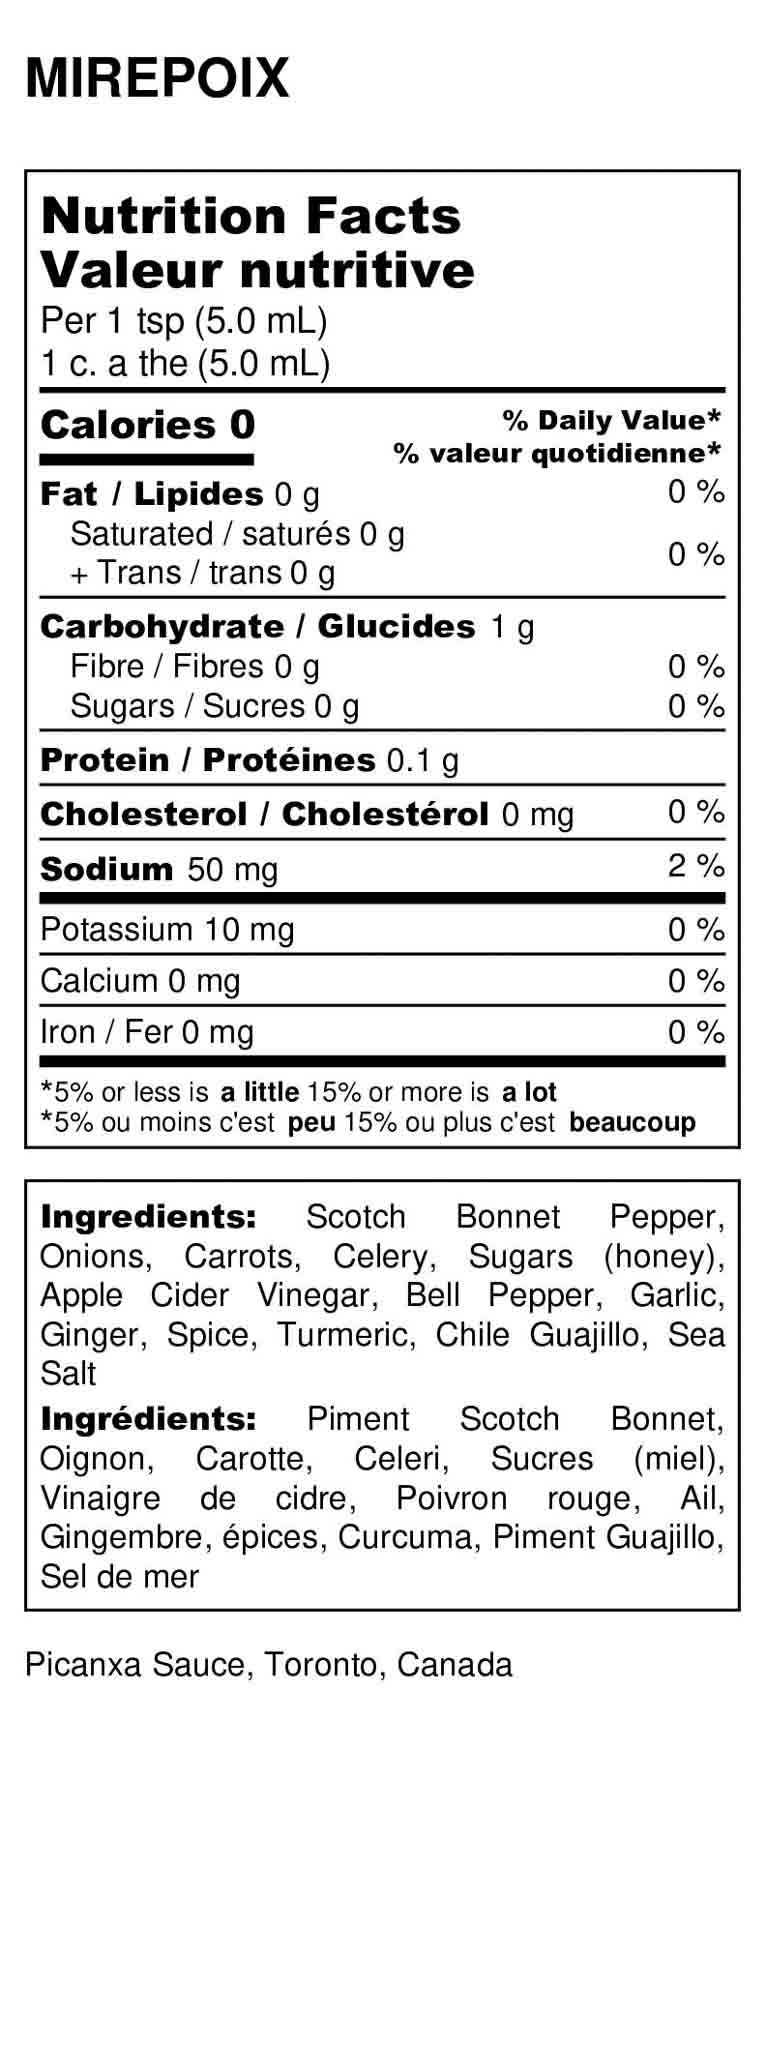 MIREPOIX
Nutrition Facts
Valeur nutritive
Per 1 tsp (5.0 mL)
1 c. a the (5.0 mL)
Calories 0
% Daily Value*
% valeur quotidienne*
Fat / Lipides 0 g 0 %
Saturated / saturés 0 g
+ Trans / trans 0 g 0 %
Carbohydrate / Glucides 1 g
Fibre / Fibres 0 g 0 %
Sugars / Sucres 0 g 0 %
Protein / Protéines 0.1 g
Cholesterol / Cholestérol 0 mg 0 %
Sodium 50 mg 2 %
Potassium 10 mg 0 %
Calcium 0 mg 0 %
Iron / Fer 0 mg 0 %
*5% or less is a little 15% or more is a lot
*5% ou moins c'est peu 15% ou plus c'est beaucoup
Ingredients: Scotch Bonnet Pepper,
Onions, Carrots, Celery, Sugars (honey),
Apple Cider Vinegar, Bell Pepper, Garlic,
Ginger, Spice, Turmeric, Chile Guajillo, Sea
Salt
Ingrédients: Piment Scotch Bonnet,
Oignon, Carotte, Celeri, Sucres (miel),
Vinaigre de cidre, Poivron rouge, Ail,
Gingembre, épices, Curcuma, Piment Guajillo,
Sel de mer
Picanxa Sauce, Toronto, Canada